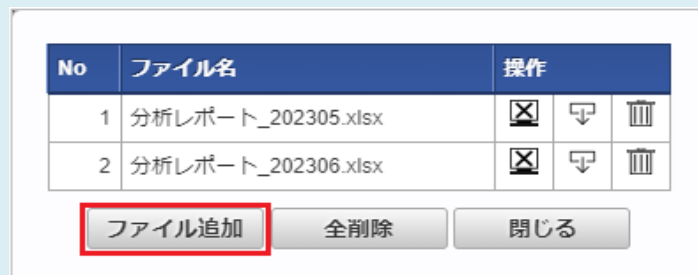 No ファイル名 操作
1 分析レポート_202305.xlsx
2 分析レポート_202306.xlsx
ファイル追加 全削除 閉じる